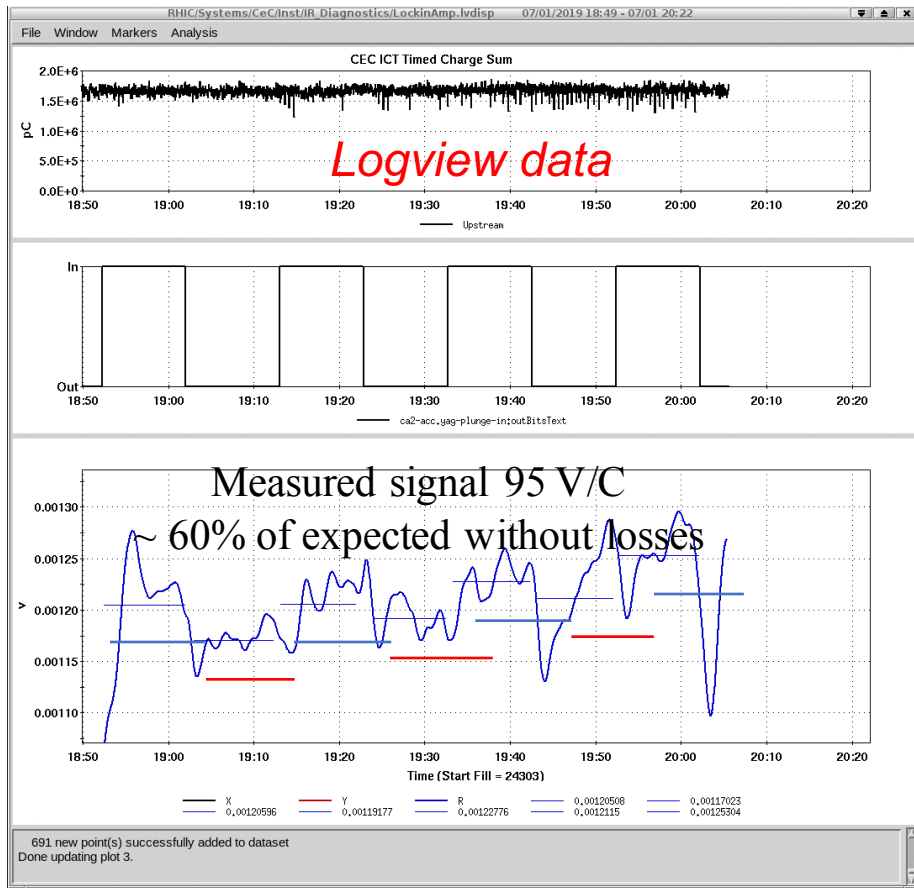 RHIC/Systems/CeC/Inst/IR_Diagnostics/LockinAmp.lvdisp 07/01/2019 18:49 - 07/01 20:22
File Window Markers Analysis
CEC ICT Timed Charge Sum
2.0E+6
1.5E+6
1.0E+6
5.0E+5
0.0E+0
pC
Logview data
18:50 19:00 19:10 19:20 19:30 19:40 19:50 20:00 20:10 20:20
Upstream
In
Out
18:50 19:00 19:10 19:20 19:30 19:40 19:50 20:00 20:10 20:20
ca2-acc.yag-plunge-in:outBitsText
Measured signal 95 V/C
~ 60% of expected without losses
0.00130
0.00125
0.00120
0.00115
0.00110
v
18:50 19:00 19:10 19:20 19:30 19:40 19:50 20:00 20:10 20:20
Time (Start Fill = 24303)
X Y R 0.00120508 0.00117023
0.00120596 0.00119177 0.00122776 0.0012115 0.00125304
691 new point(s) successfully added to dataset
Done updating plot 3.